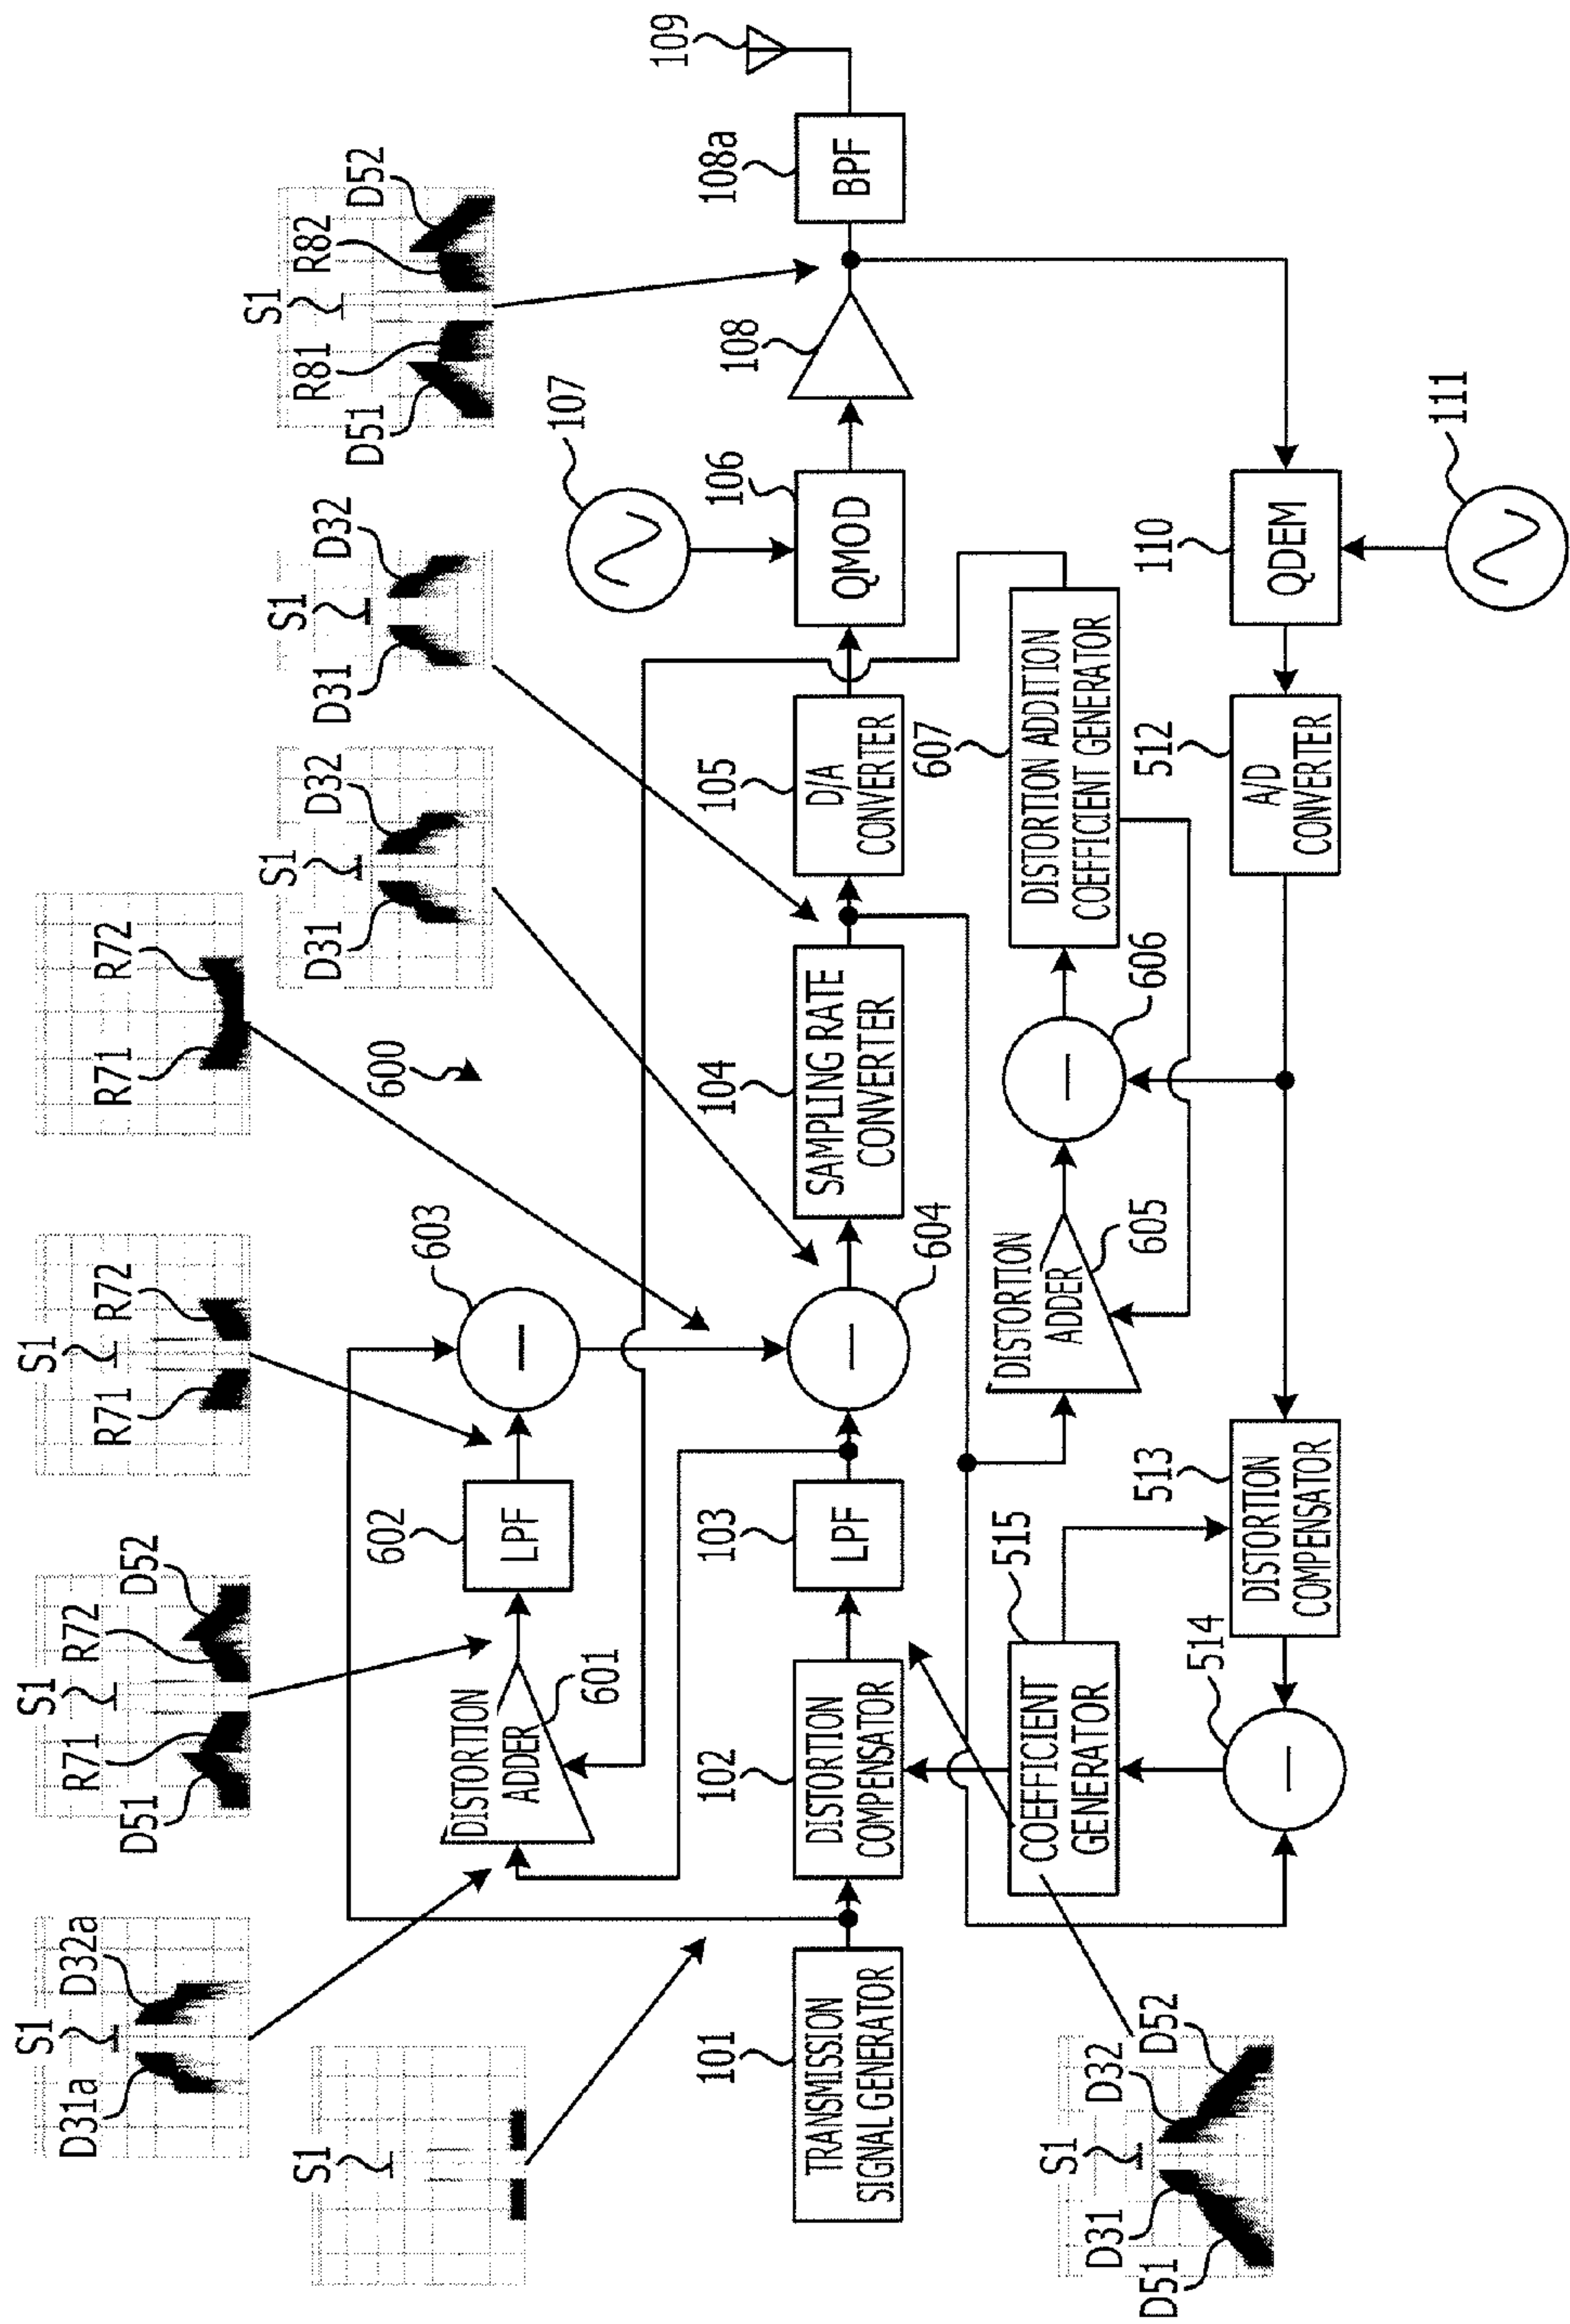 S1
D31a
D32a
S1
D51
R71
R72
D52
S1
R71
R72
R71
R72
S1
D31
D32
S1
D31
D32
S1
D51
R81
R82
D52
S1
600
DISTORTION
ADDER
601
602
LPF
603
107
109
101
TRANSMISSION
SIGNAL GENERATOR
102
DISTORTION
COMPENSATOR
103
LPF
604
104
SAMPLING RATE
CONVERTER
105
D/A
CONVERTER
106
QMOD
108
108a
BPF
S1
D51
D31
D32
D52
515
COEFFICIENT
GENERATOR
DISTORTION
ADDER
605
606
607
DISTORTION ADDITION
COEFFICIENT GENERATOR
514
513
DISTORTION
COMPENSATOR
512
A/D
CONVERTER
110
QDEM
111